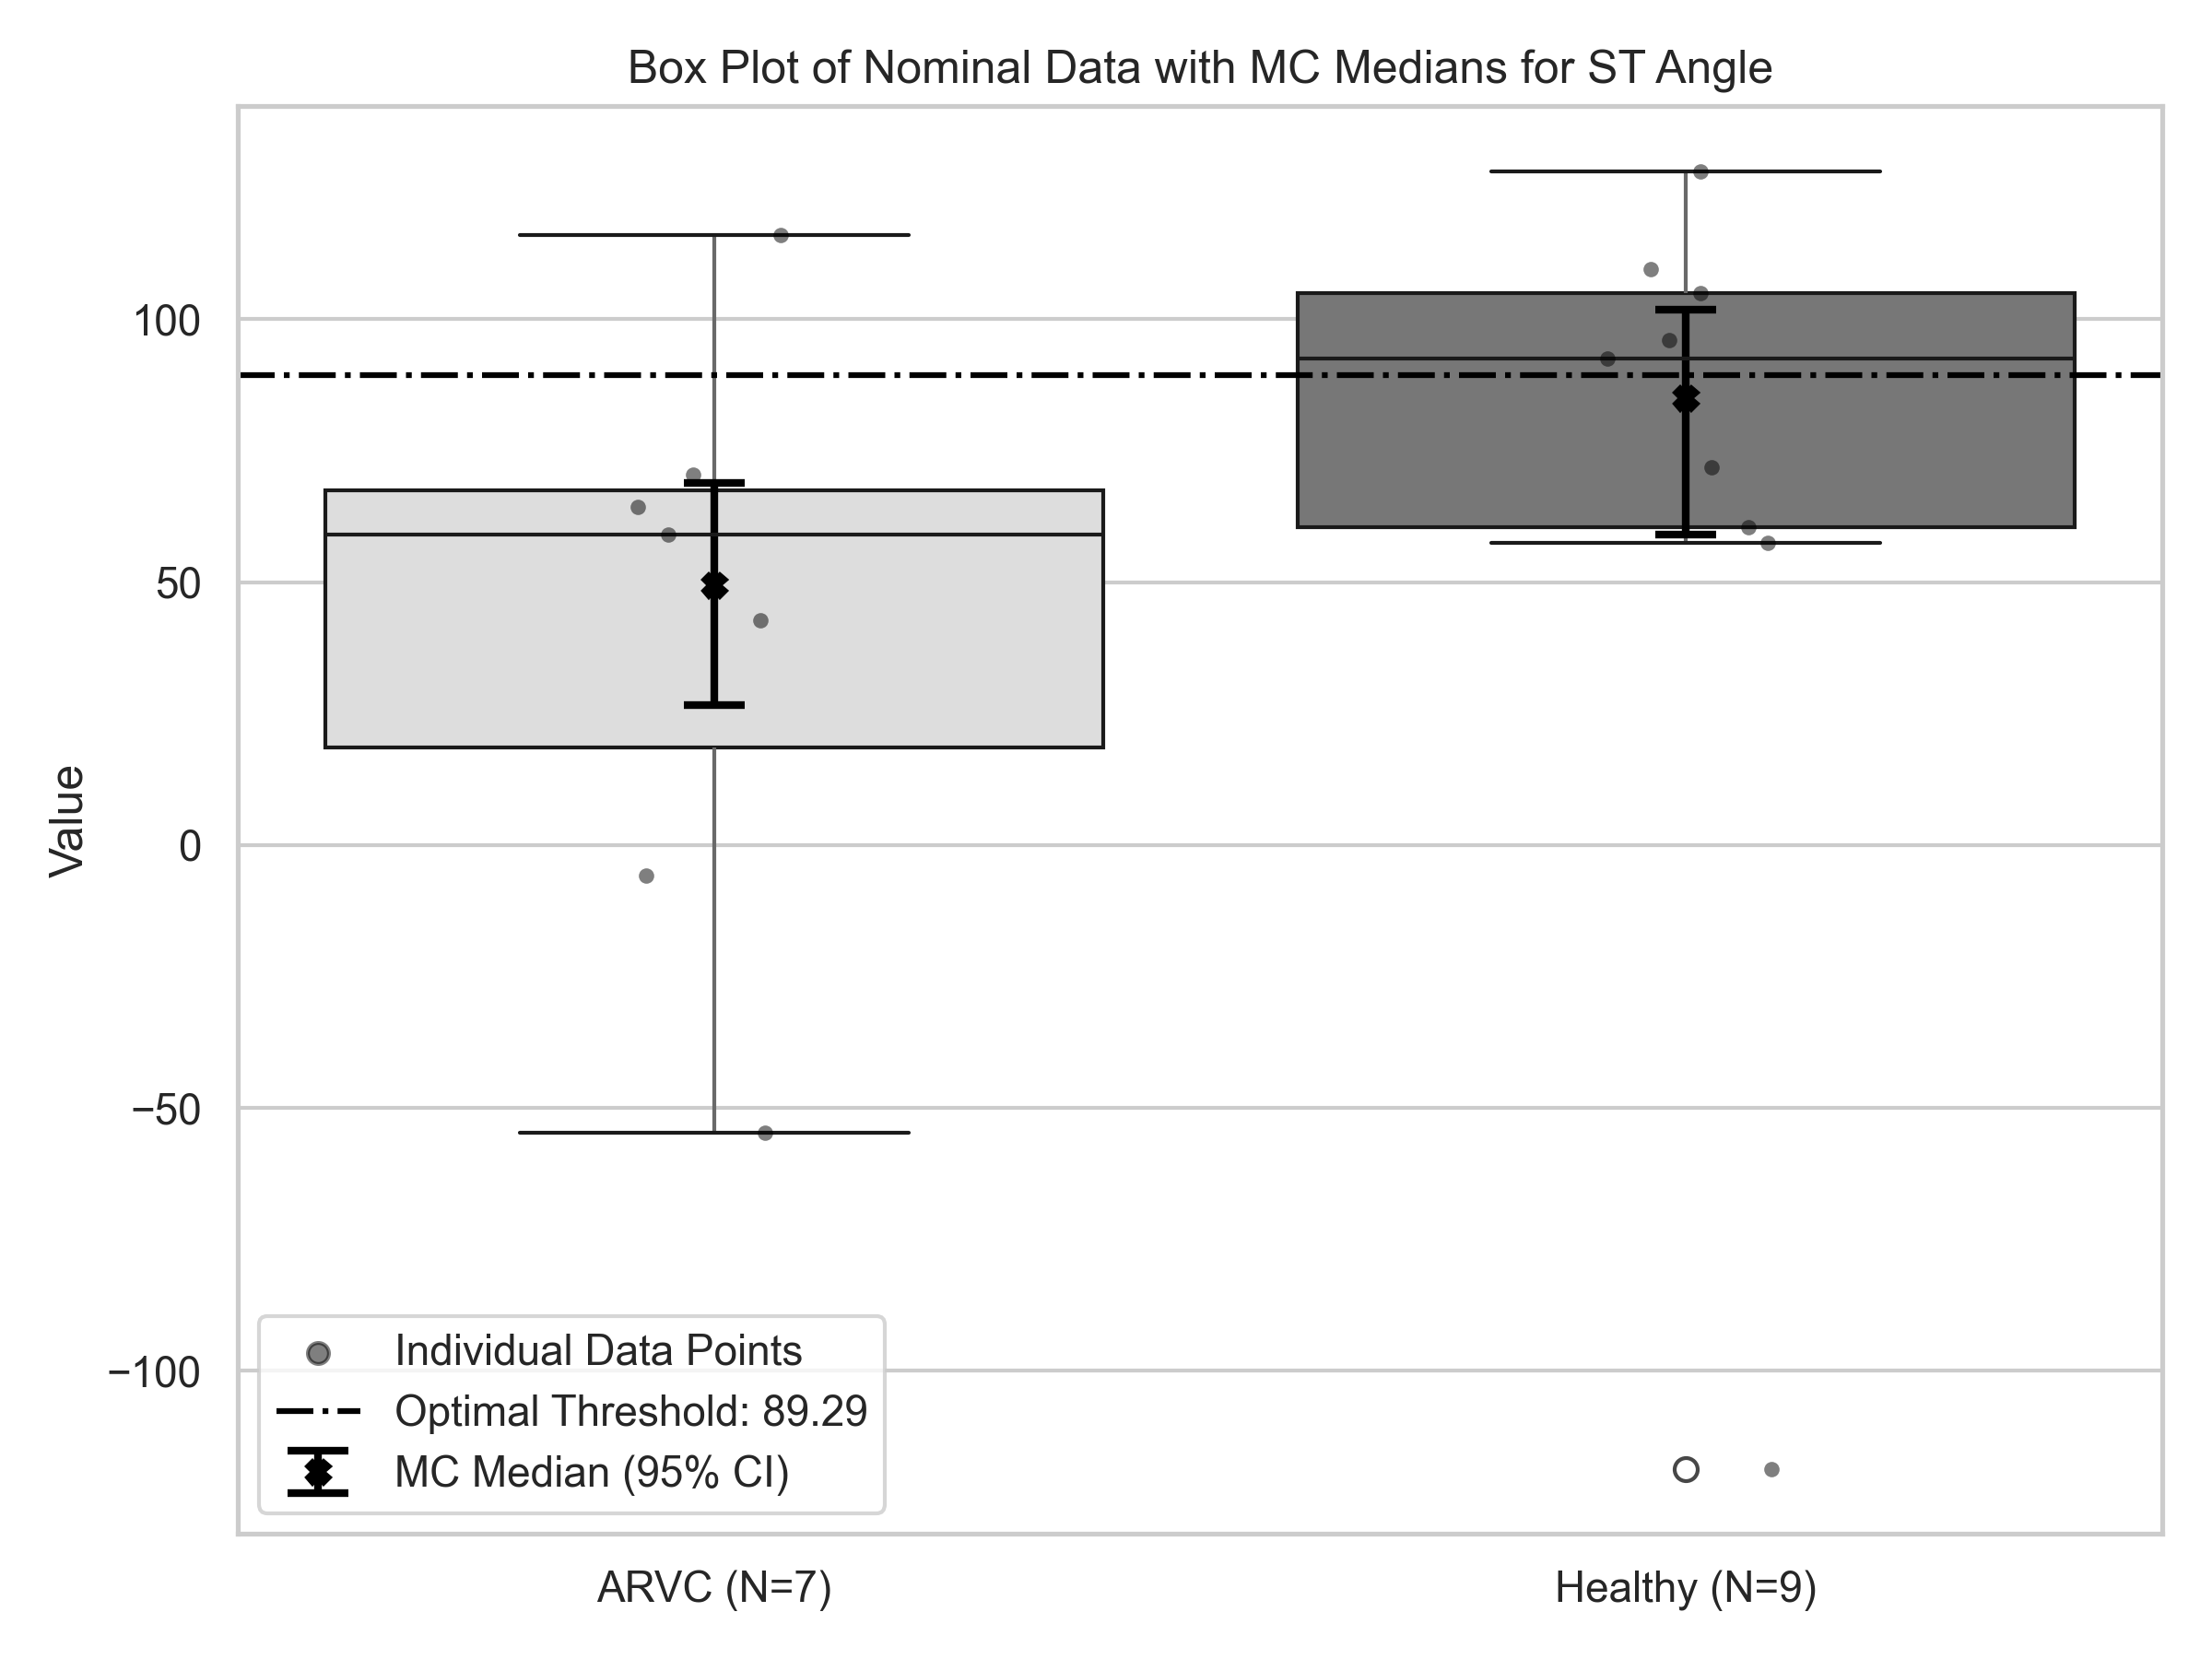 Box Plot of Nominal Data with MC Medians for ST Angle
Value
100
50
0
−50
−100
Individual Data Points
Optimal Threshold: 89.29
MC Median (95% CI)
ARVC (N=7)
Healthy (N=9)